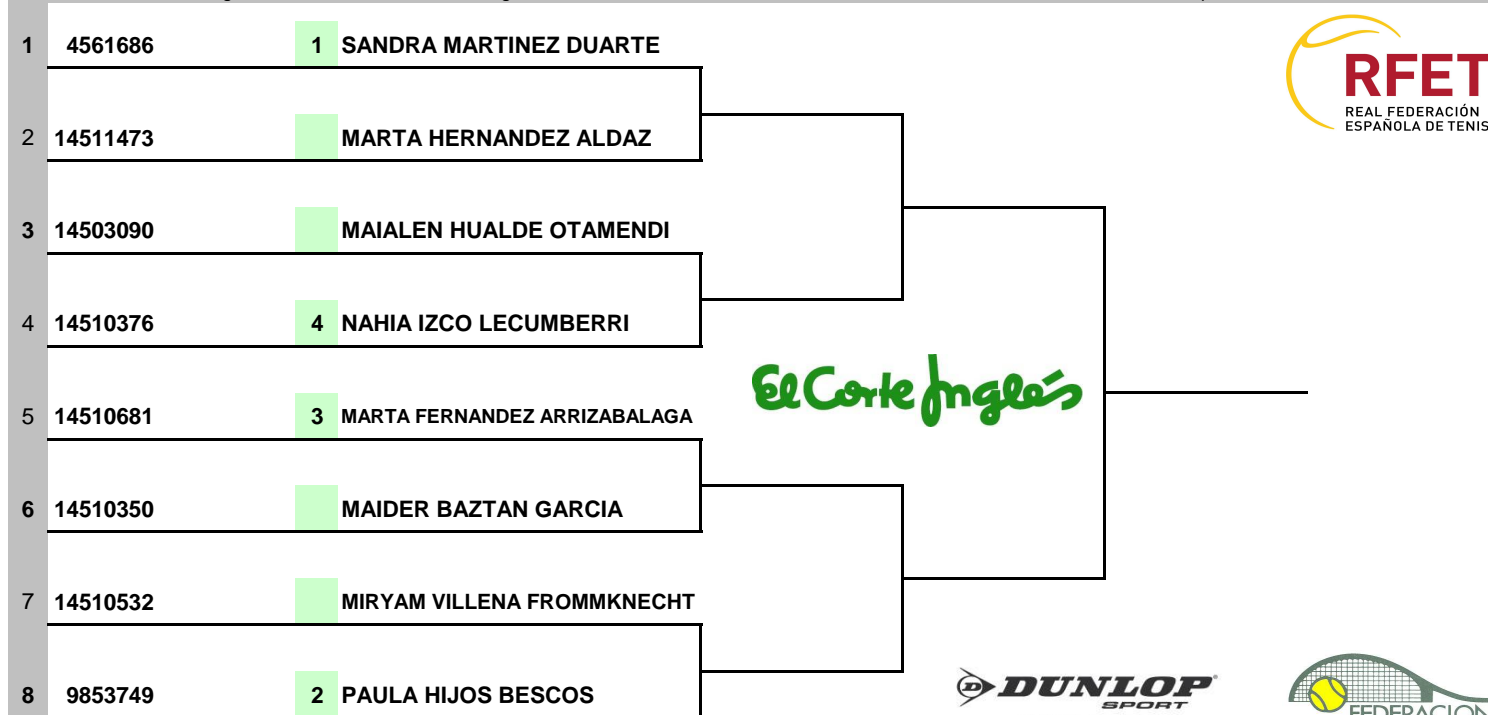 1 4561686 1 SANDRA MARTINEZ DUARTE
RFET
REAL FEDERACIÓN
ESPAÑOLA DE TENIS
2 14511473 MARTA HERNANDEZ ALDAZ
3 14503090 MAIALEN HUALDE OTAMENDI
4 14510376 4 NAHIA IZCO LECUMBERRI
El Corte Inglés
5 14510681 3 MARTA FERNANDEZ ARRIZABALAGA
6 14510350 MAIDER BAZTAN GARCIA
7 14510532 MIRYAM VILLENA FROMMKNECHT
8 9853749 2 PAULA HIJOS BESCOS
D DUNLOP
SPORT
FEDERACION